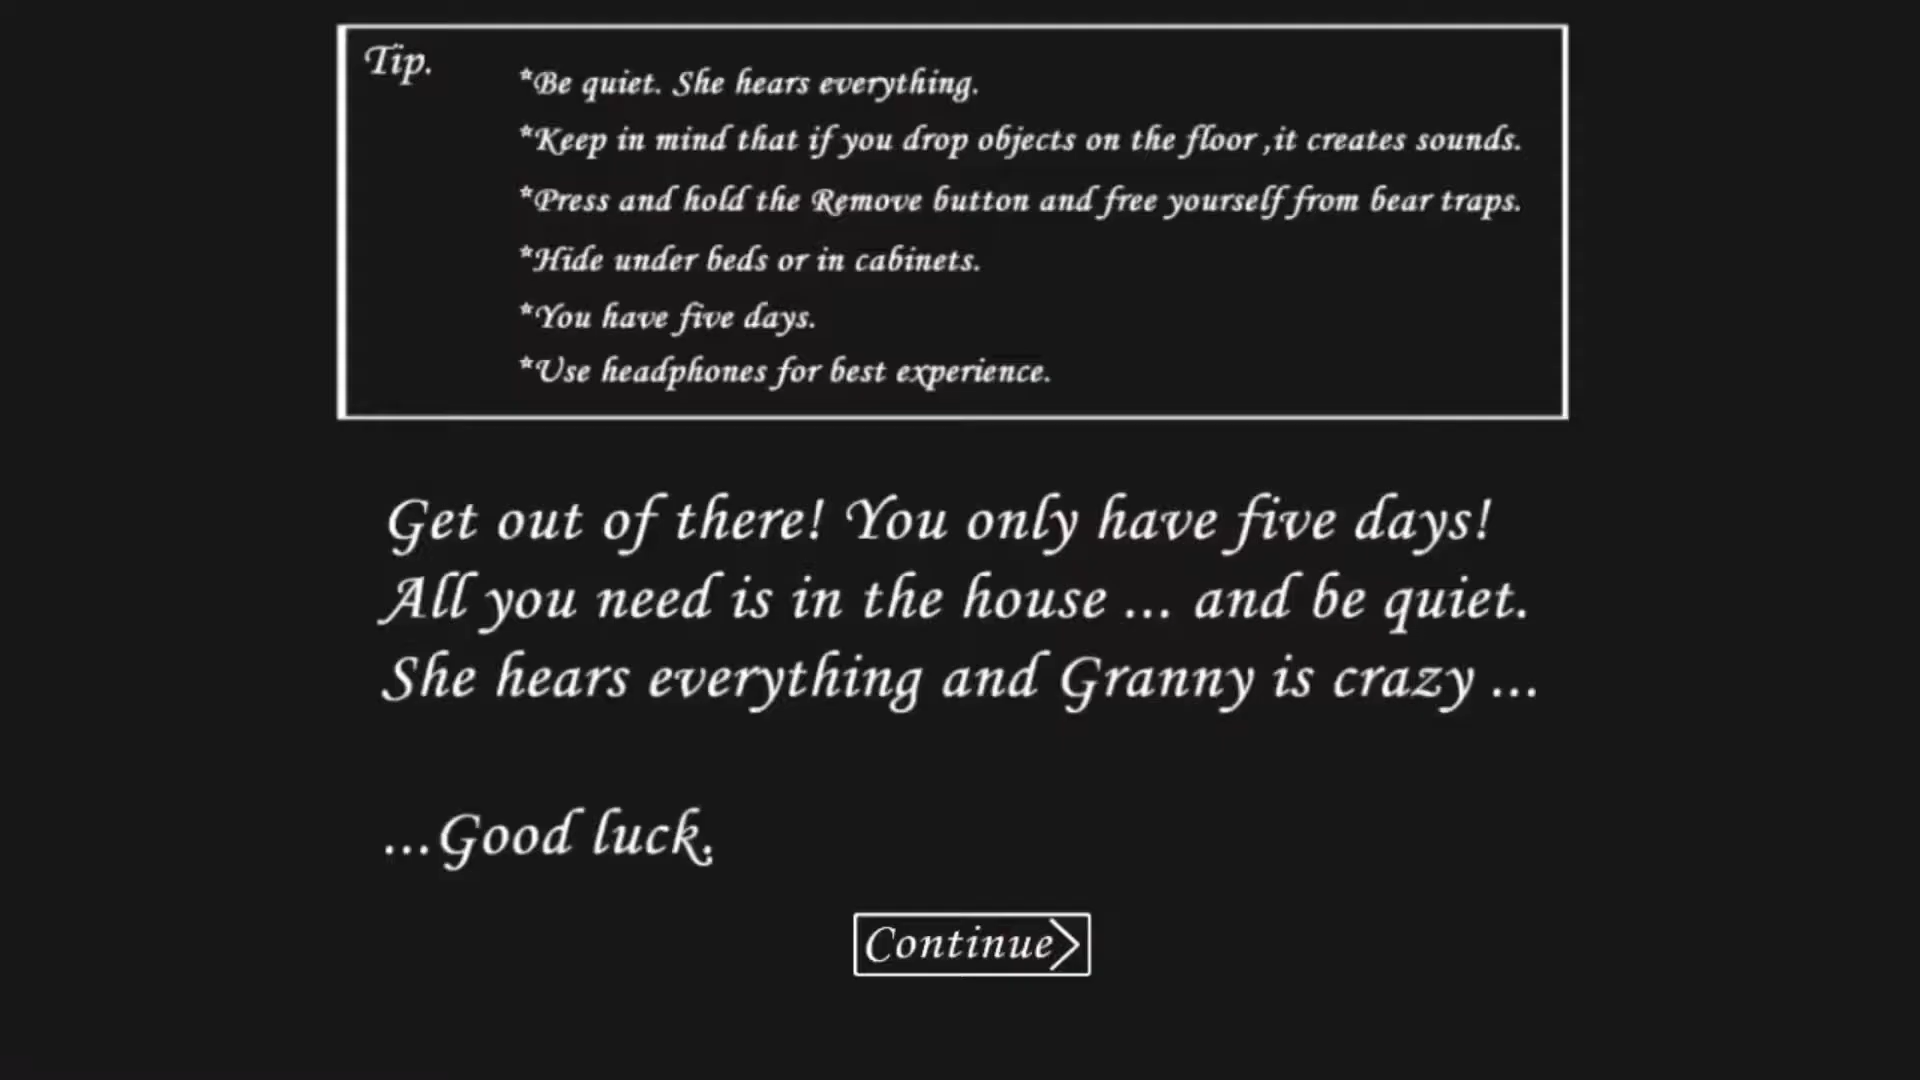 Tip.
*Be quiet. She hears everything.
*Keep in mind that if you drop objects on the floor ,it creates sounds.
*Press and hold the Remove button and free yourself from bear traps.
*Hide under beds or in cabinets.
*You have five days.
*Use headphones for best experience.
Get out of there! You only have five days!
All you need is in the house ... and be quiet.
She hears everything and Granny is crazy ...
...Good luck.
Continue>